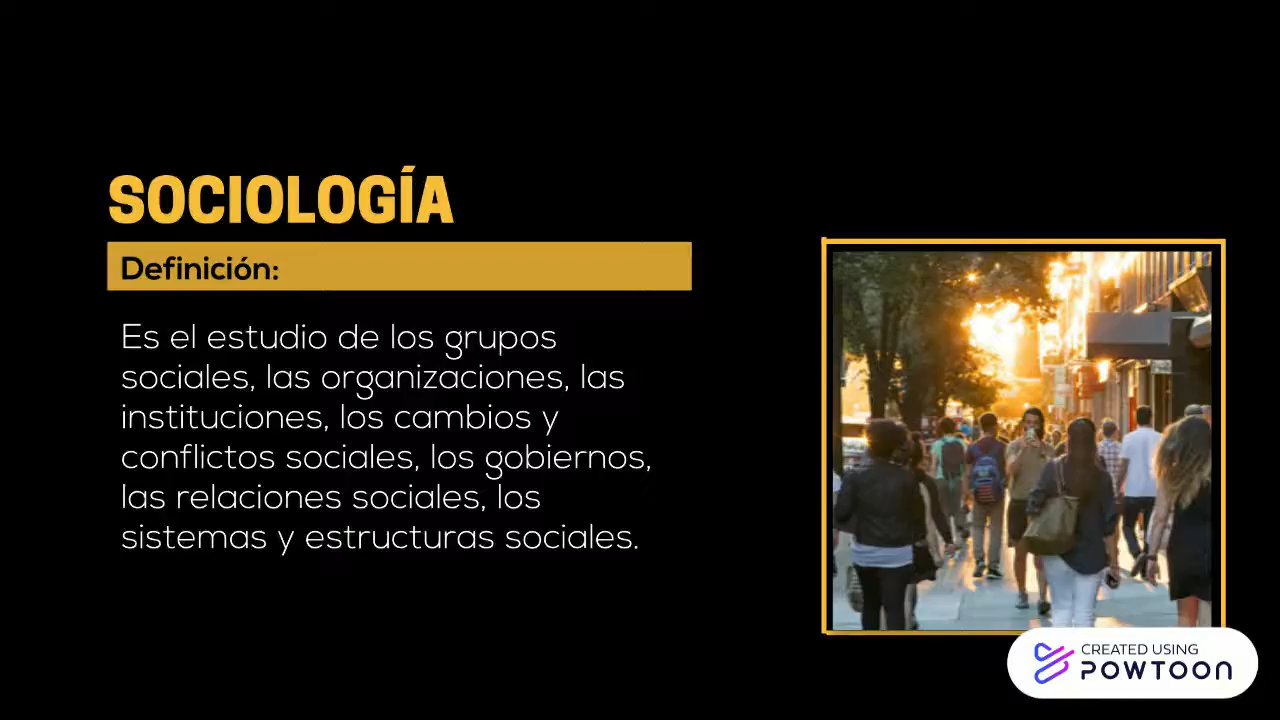 SOCIOLOGÍA
Definición:
Es el estudio de los grupos
sociales, las organizaciones, las
instituciones, los cambios y
conflictos sociales, los gobiernos,
las relaciones sociales, los
sistemas y estructuras sociales.
CREATED USING
POWTOON